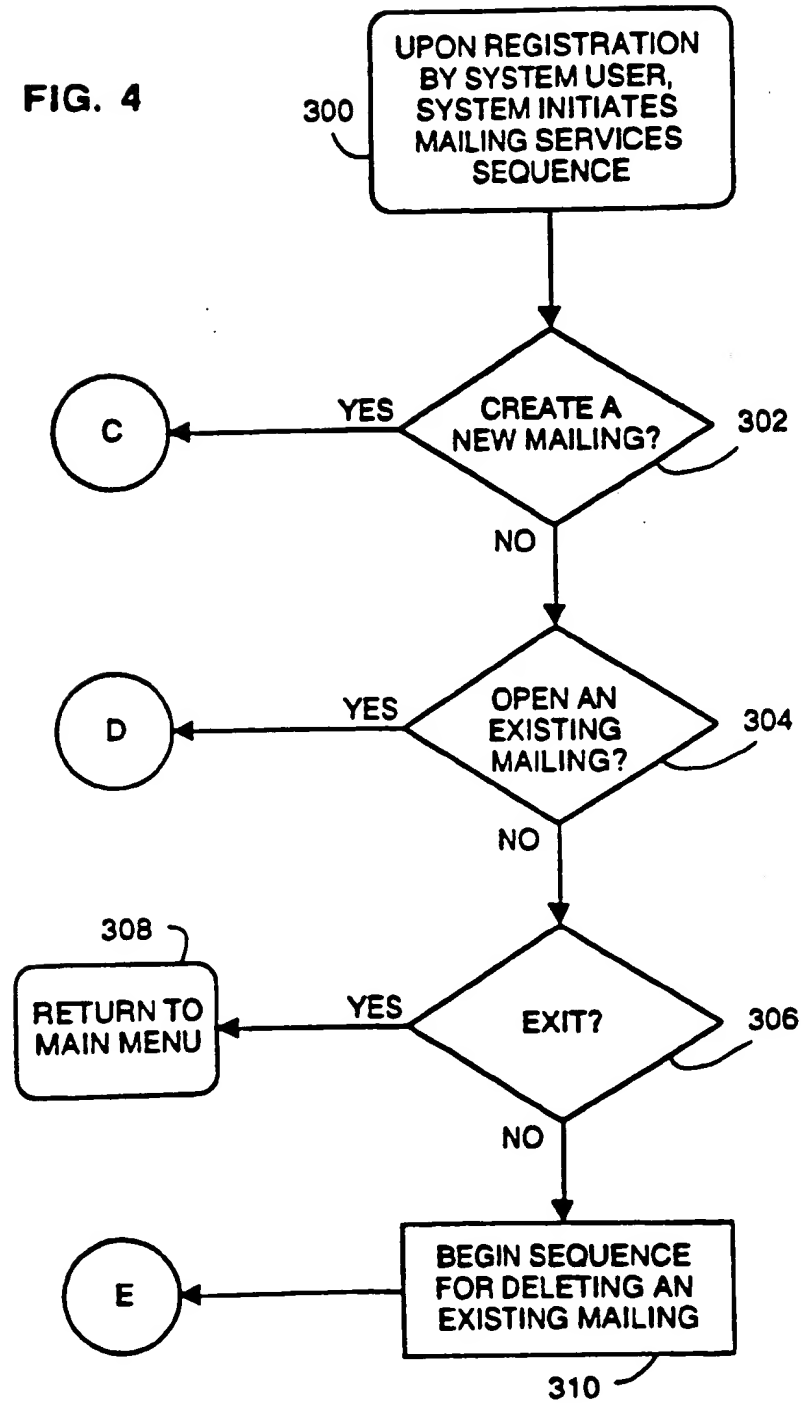 FIG. 4
300
UPON REGISTRATION
BY SYSTEM USER,
SYSTEM INITIATES
MAILING SERVICES
SEQUENCE
C
YES
CREATE A
NEW MAILING?
302
NO
D
YES
OPEN AN
EXISTING
MAILING?
304
NO
308
RETURN TO
MAIN MENU
YES
EXIT?
306
NO
E
BEGIN SEQUENCE
FOR DELETING AN
EXISTING MAILING
310